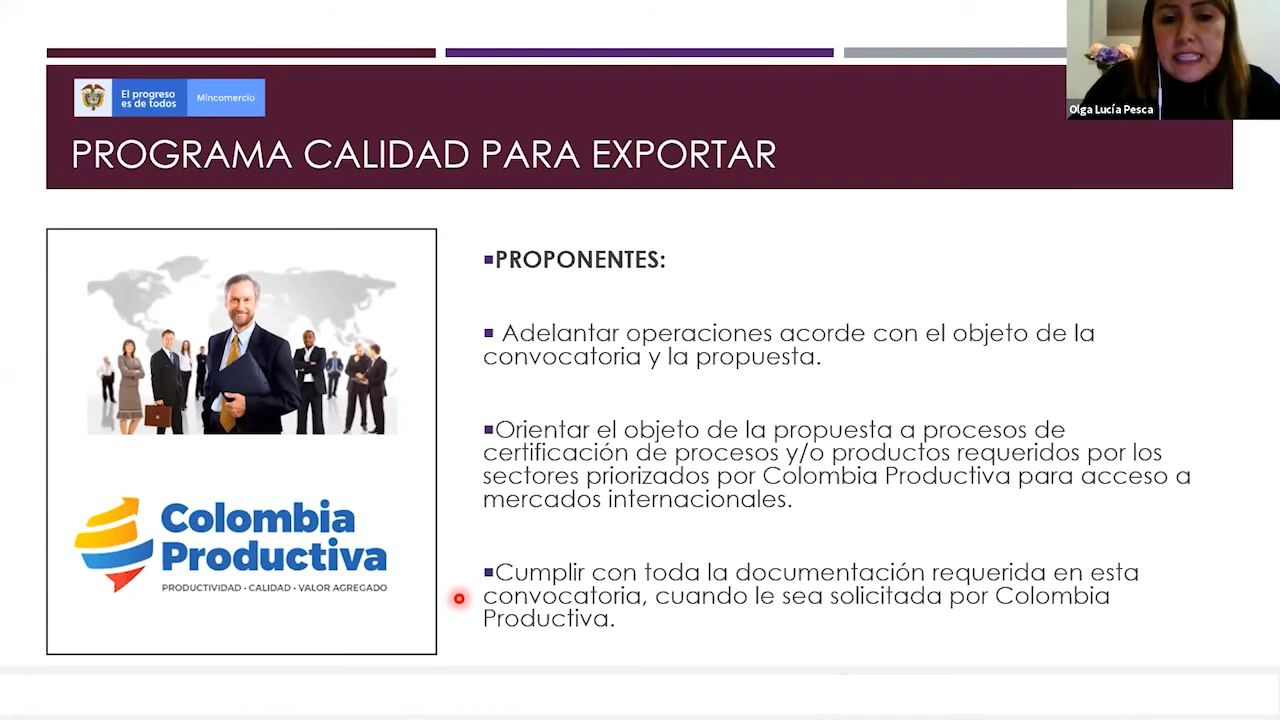 El progreso
es de todos
Mincomercio
Olga Lucía Pesca
PROGRAMA CALIDAD PARA EXPORTAR
PROPONENTES:
Adelantar operaciones acorde con el objeto de la
convocatoria y la propuesta.
Orientar el objeto de la propuesta a procesos de
certificación de procesos y/o productos requeridos por los
sectores priorizados por Colombia Productiva para acceso a
mercados internacionales.
Cumplir con toda la documentación requerida en esta
convocatoria, cuando le sea solicitada por Colombia
Productiva.
Colombia
Productiva
PRODUCTIVIDAD • CALIDAD • VALOR AGREGADO